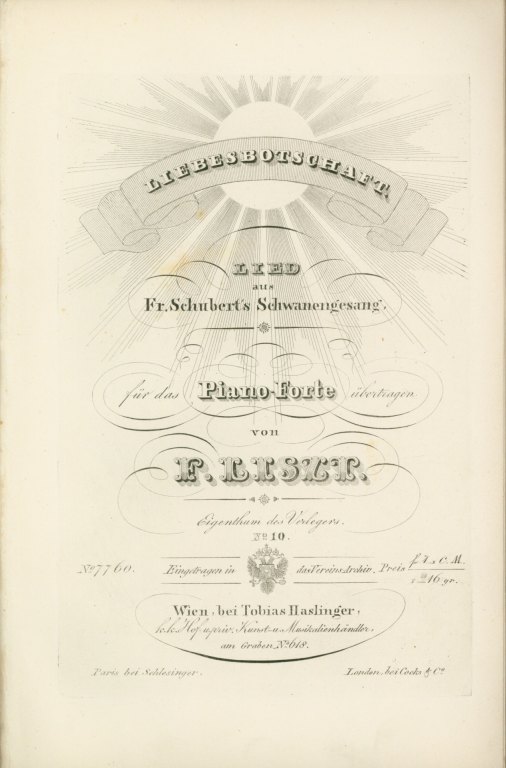 LIEBESBOTSCHAFT.
LIED
aus
Fr. Schubert's Schwanengesang,
für das Piano-Forte übertragen
von
F. LISZT.
Eigenthum des Verlegers.
No 10.
No 7760. Eingetragen in das Vereins Archiv. Preis f 1.x C. M.
16. gr.
Wien, bei Tobias Haslinger,
k.k. Hof u. priv. Kunst- u. Musikalienhändler,
am Graben, No 618.
Paris bei Schlesinger. London, bei Cocks & Co